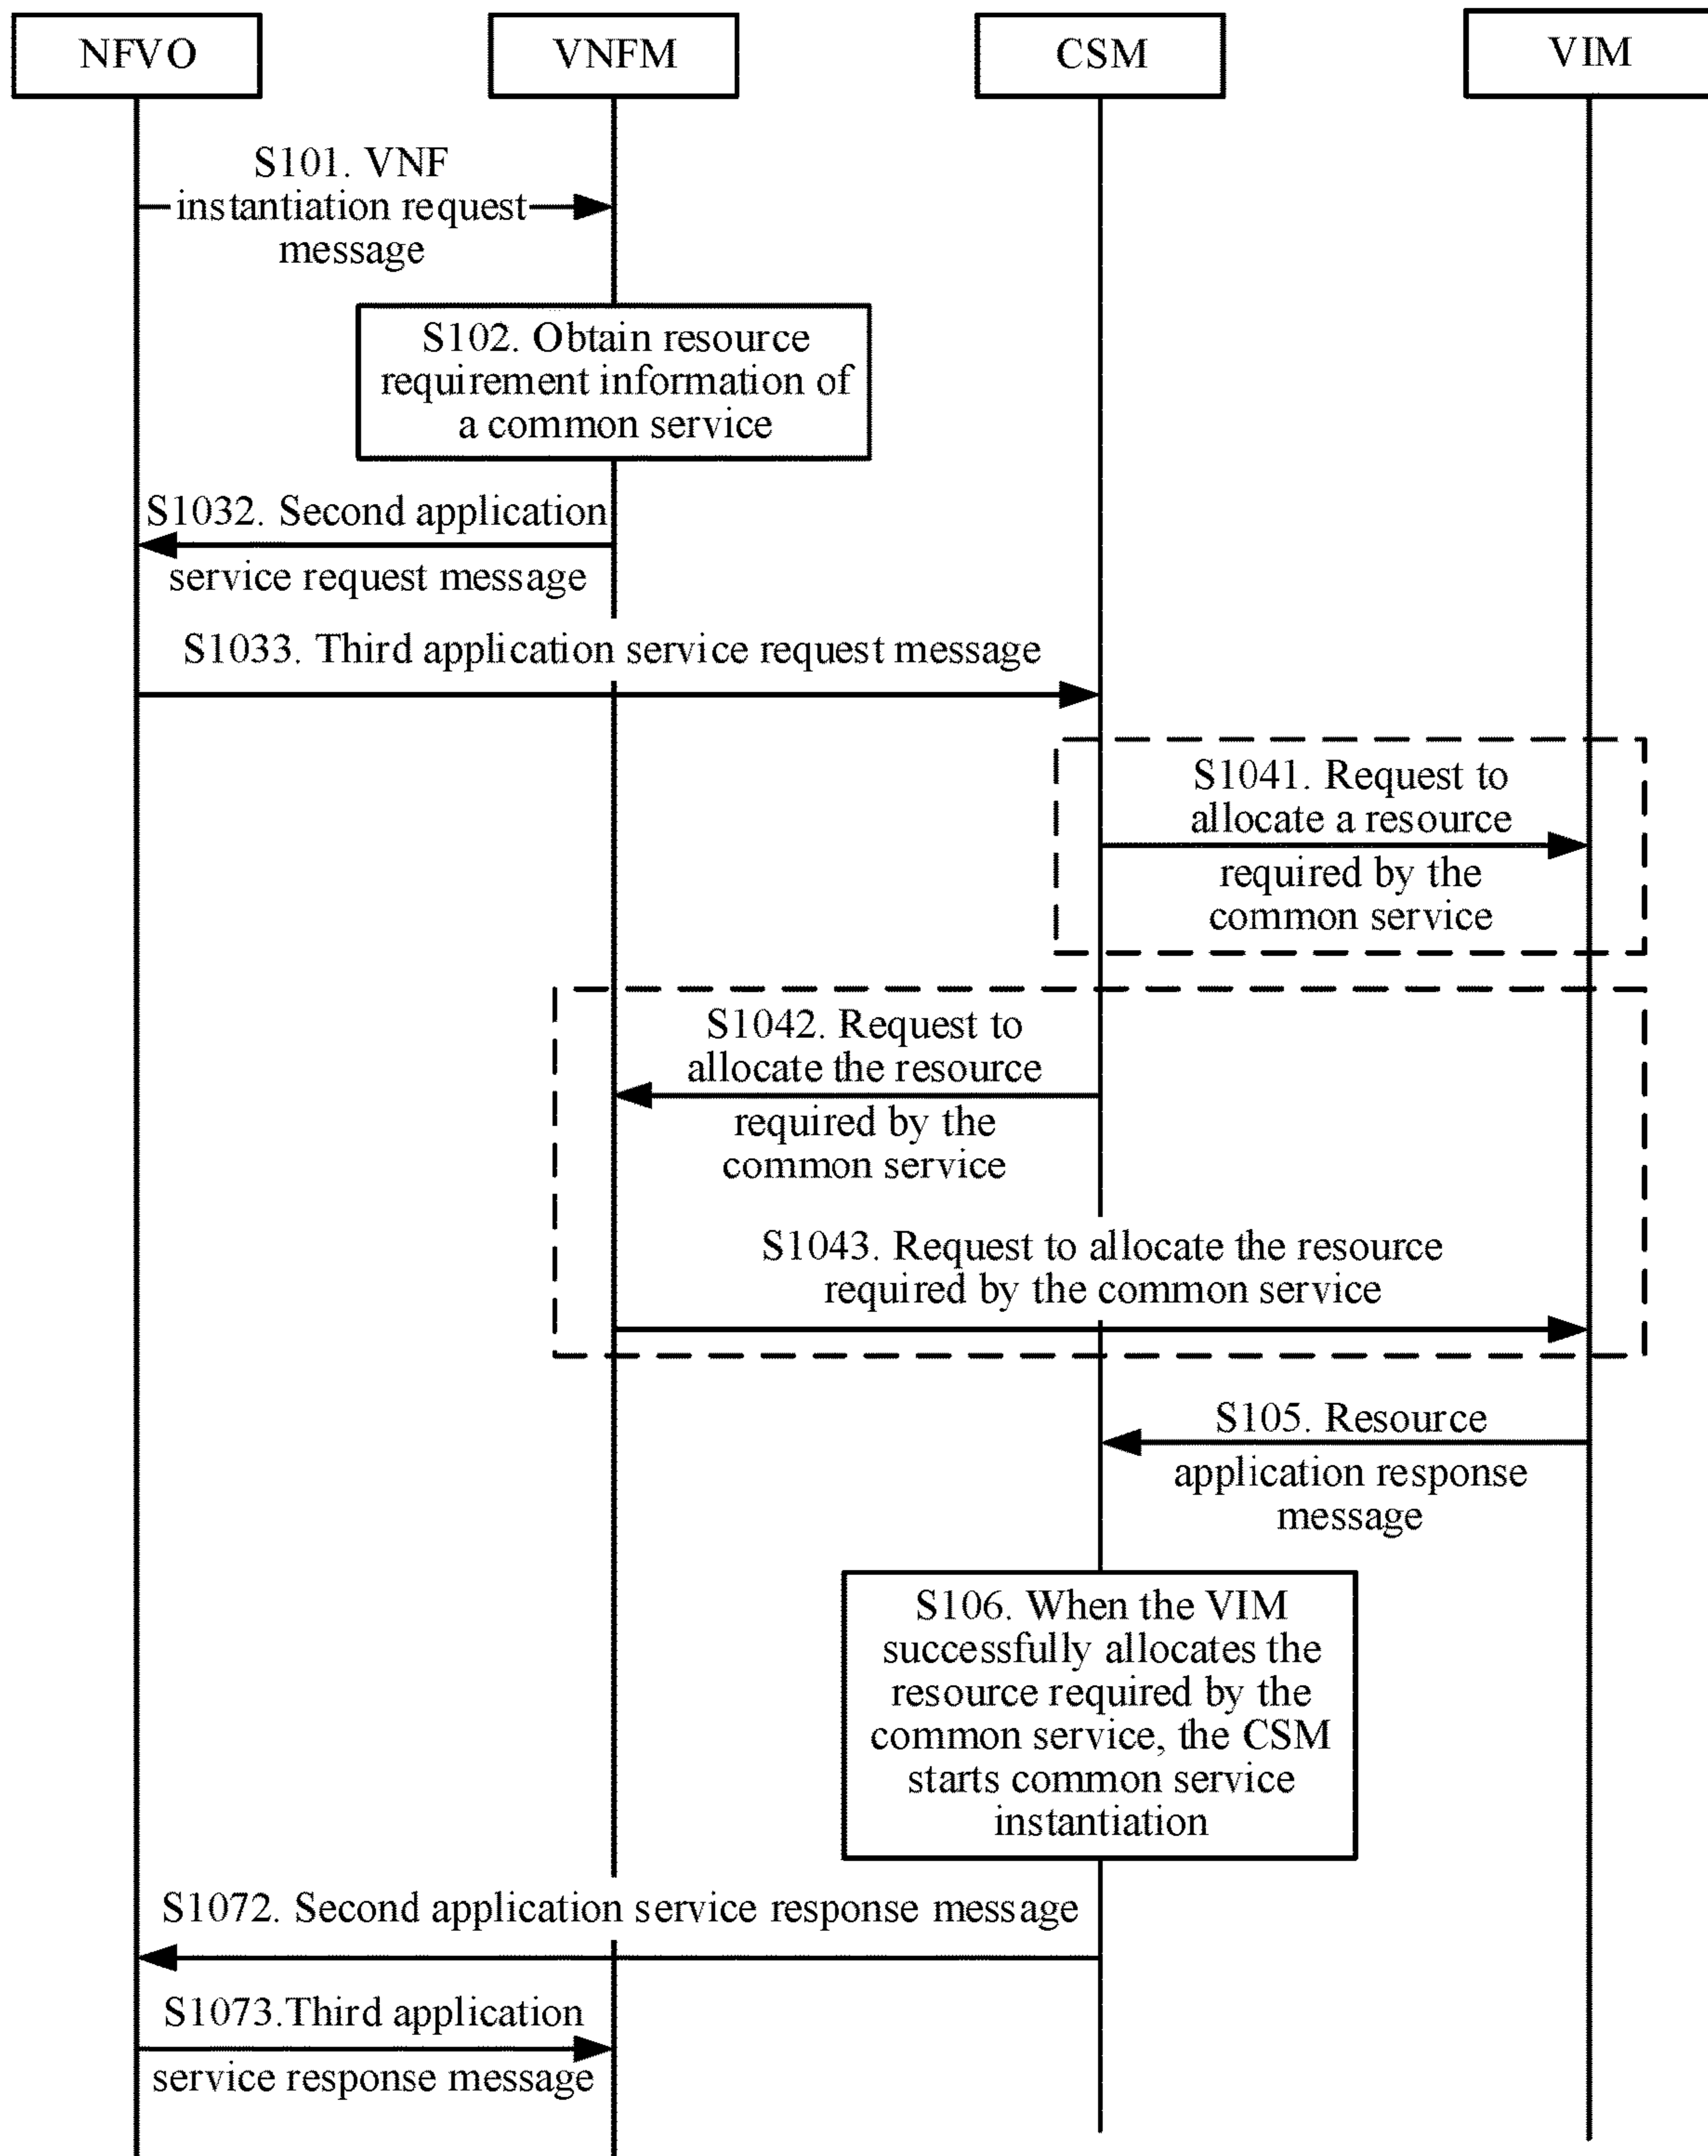 NFVO
VNFM
CSM
VIM
S101. VNF
instantiation request
message
S102. Obtain resource
requirement information of
a common service
S1032. Second application
service request message
S1033. Third application service request message
S1041. Request to
allocate a resource
required by the
common service
S1042. Request to
allocate the resource
required by the
common service
S1043. Request to allocate the resource
required by the common service
S105. Resource
application response
message
S106. When the VIM
successfully allocates the
resource required by the
common service, the CSM
starts common service
instantiation
S1072. Second application service response message
S1073.Third application
service response message